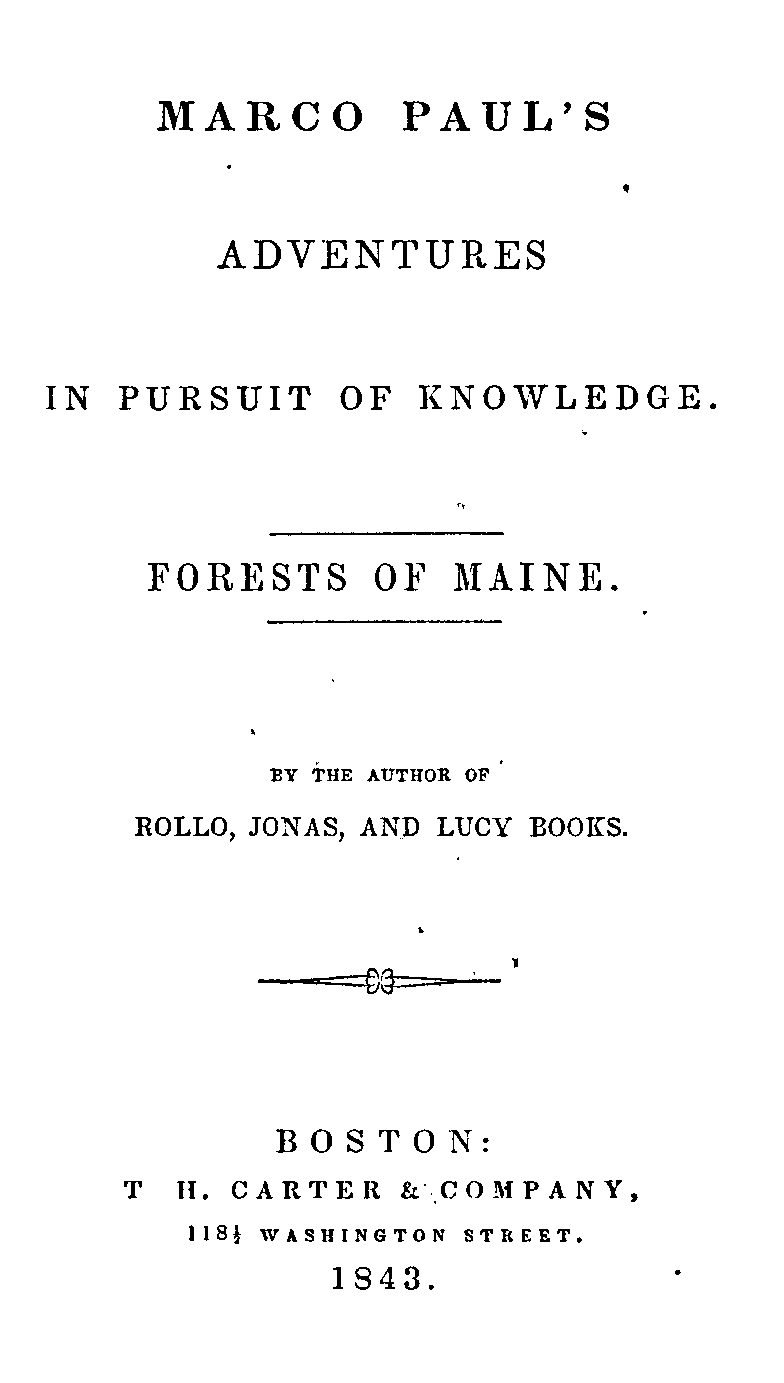 MARCO PAUL'S
ADVENTURES
IN PURSUIT OF KNOWLEDGE.
FORESTS OF MAINE.
BY THE AUTHOR OF
ROLLO, JONAS, AND LUCY BOOKS.
BOSTON:
T H. CARTER & COMPANY,
118½ WASHINGTON STREET.
1843.